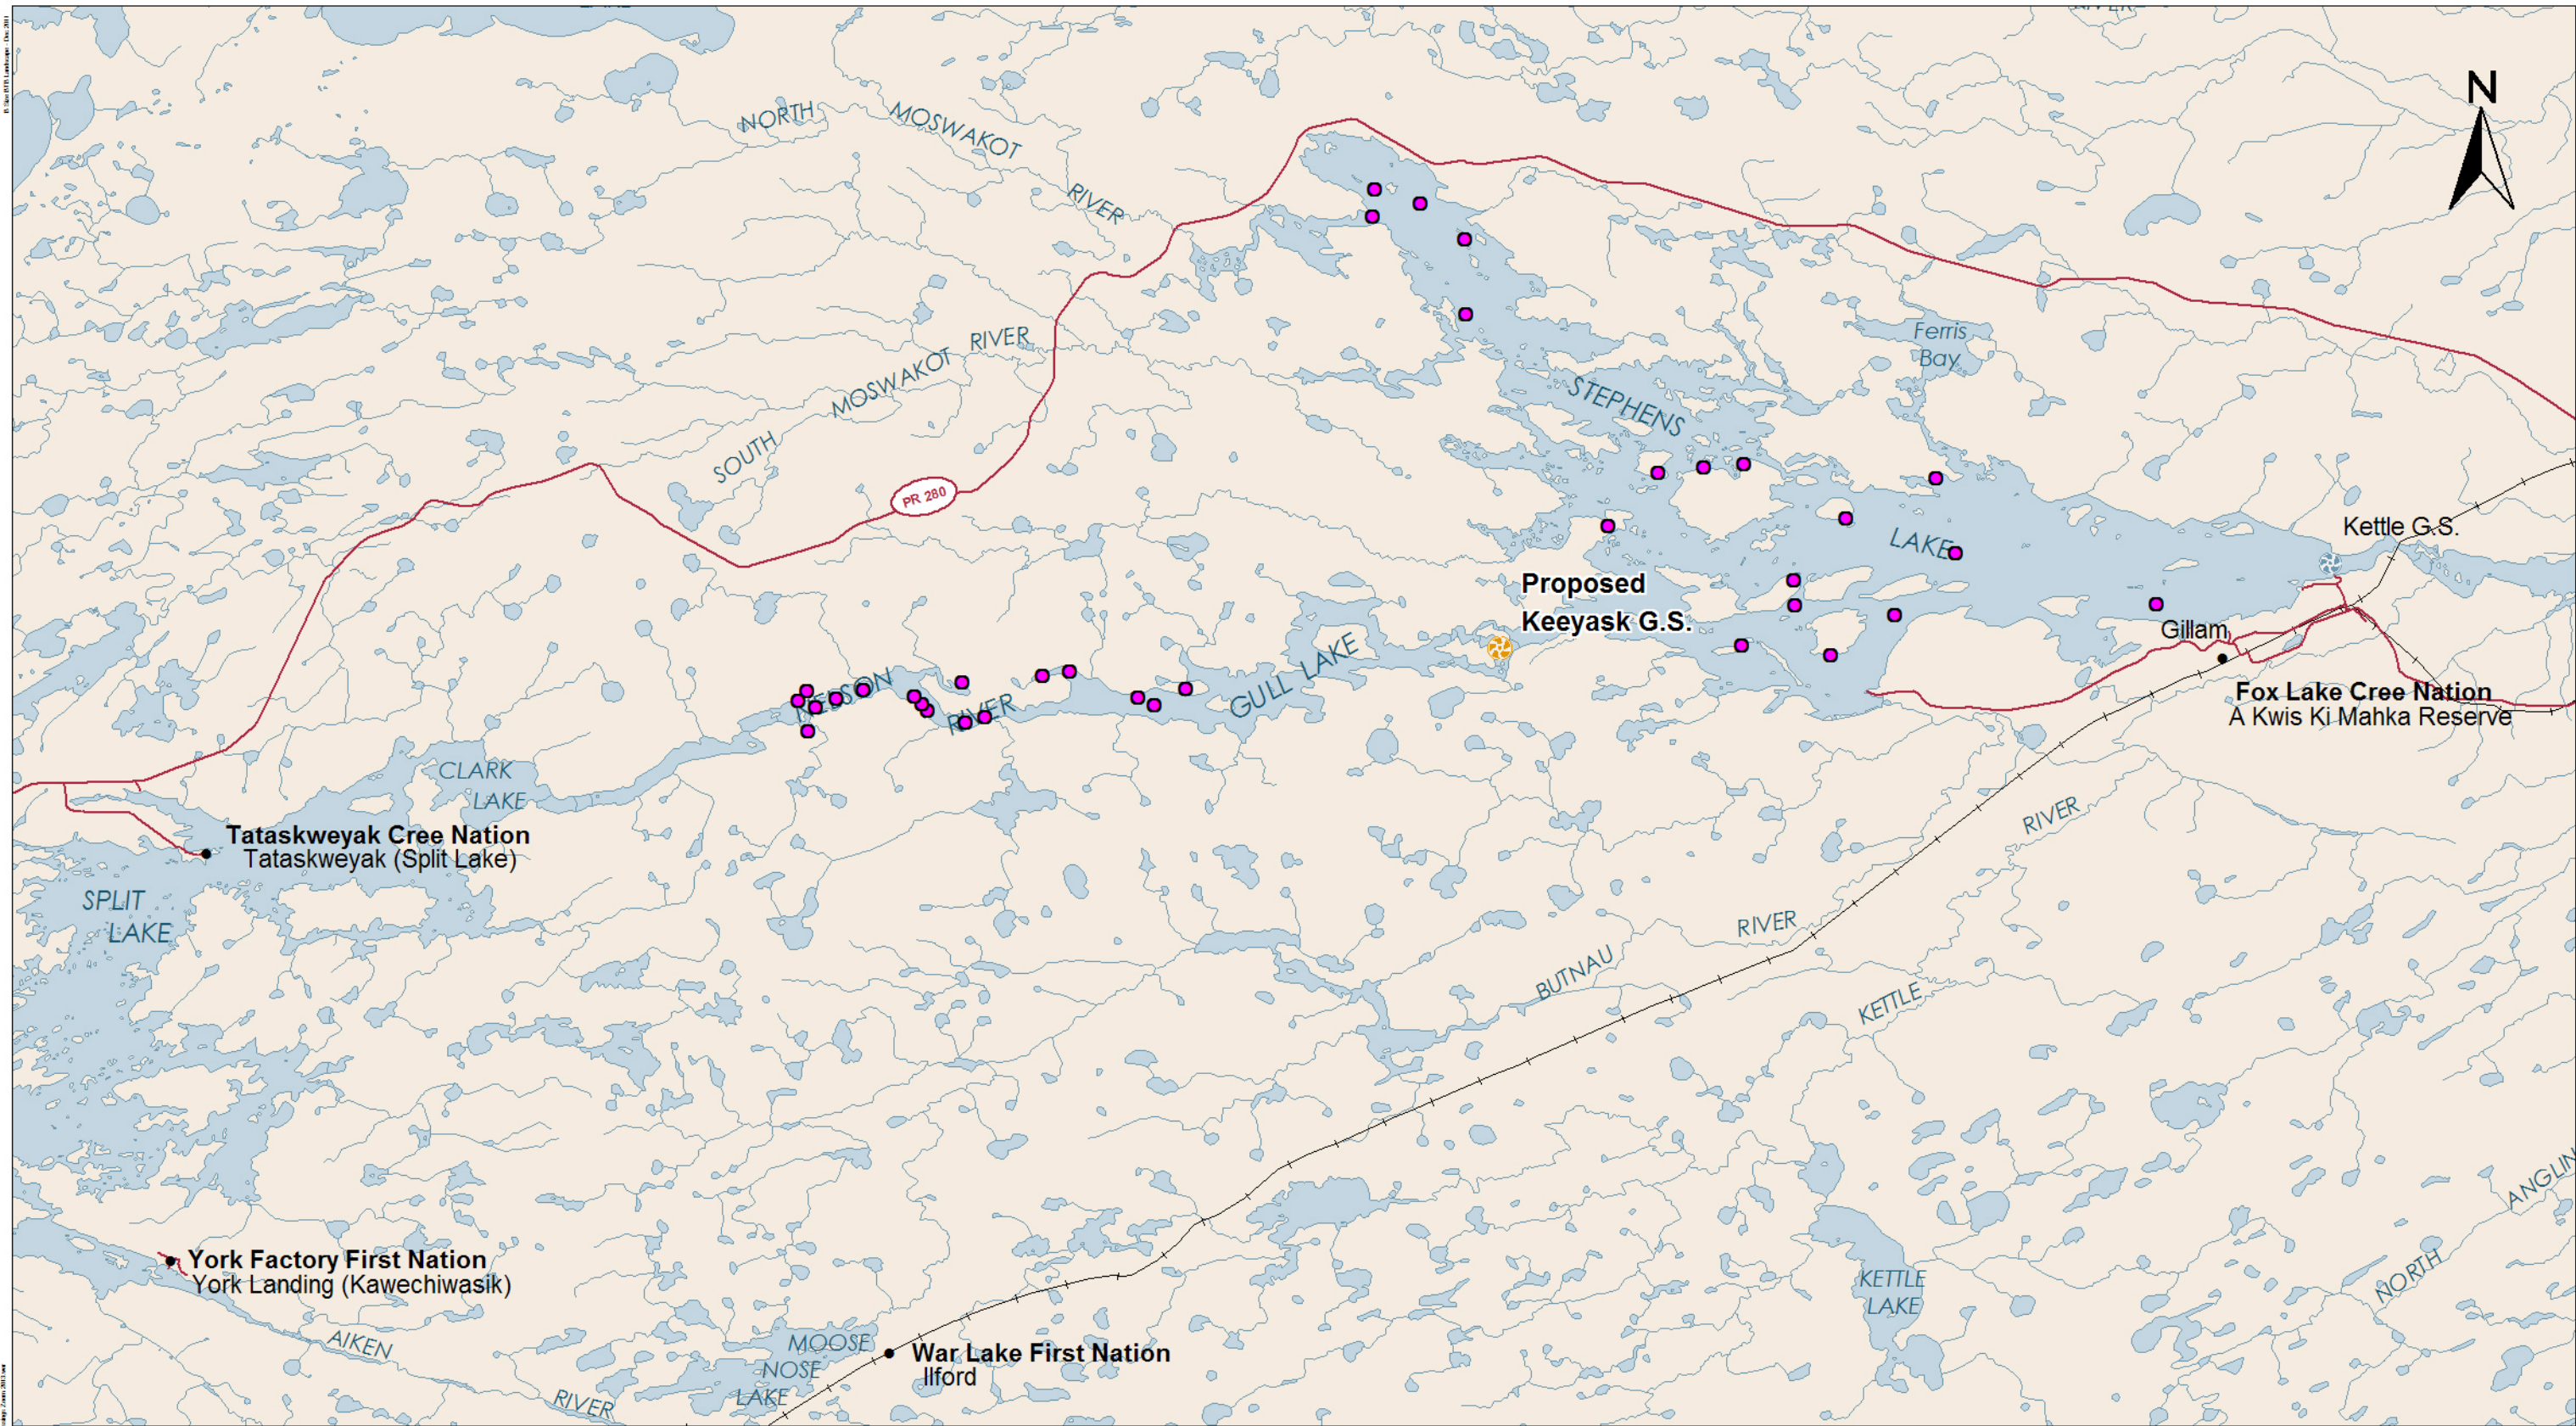 N
NORTH
MOSWAKOT
RIVER
Ferris
Bay
SOUTH
MOSWAKOT
RIVER
STEPHENS
LAKE
PR 280
Kettle G.S.
Proposed
Keeyask G.S.
Gillam
NELSON
RIVER
GULL LAKE
Fox Lake Cree Nation
A Kwis Ki Mahka Reserve
CLARK
LAKE
Tataskweyak Cree Nation
Tataskweyak (Split Lake)
SPLIT
LAKE
BUTNAU
RIVER
KETTLE
RIVER
York Factory First Nation
York Landing (Kawechiwasik)
AIKEN
RIVER
MOOSE
NOSE
LAKE
War Lake First Nation
Ilford
KETTLE
LAKE
NORTH
ANGLIN